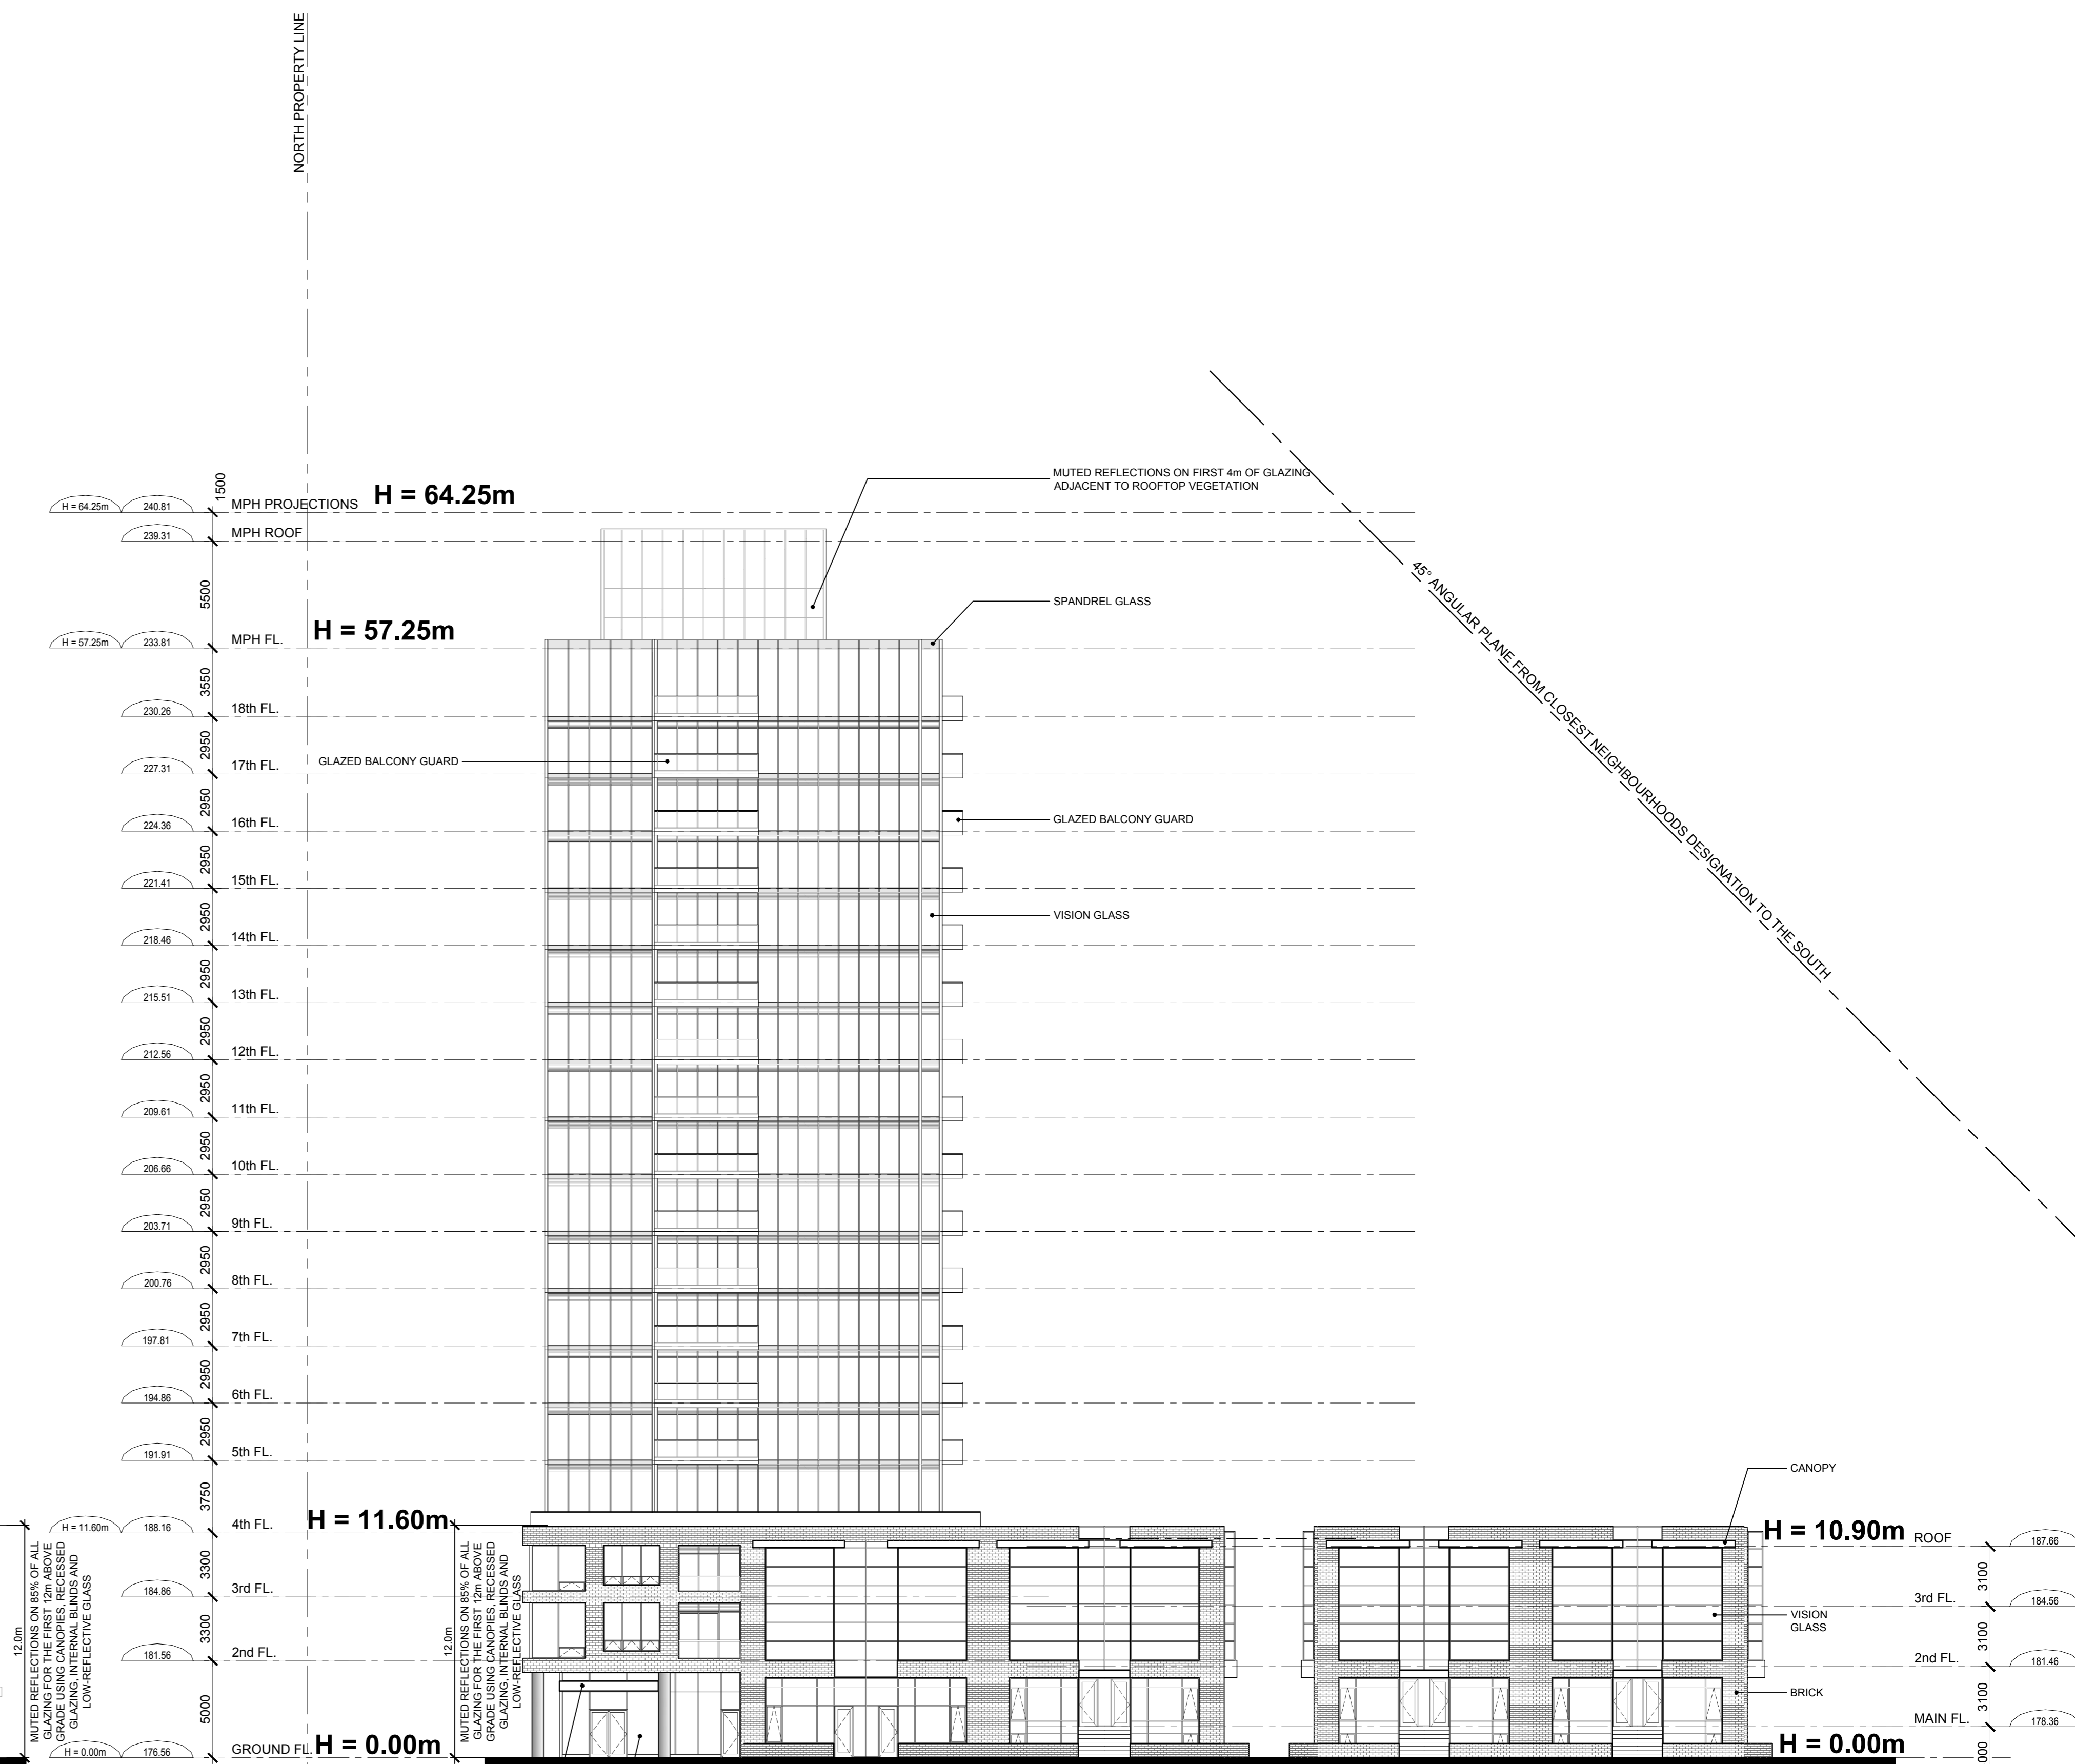 NORTH PROPERTY LINE
1500
H = 64.25m
240.81
MPH PROJECTIONS
H = 64.25m
239.31
MPH ROOF
5500
H = 57.25m
233.81
MPH FL.
H = 57.25m
3550
230.26
18th FL.
2950
227.31
17th FL.
2950
224.36
16th FL.
2950
221.41
15th FL.
2950
218.46
14th FL.
2950
215.51
13th FL.
2950
212.56
12th FL.
2950
209.61
11th FL.
2950
206.66
10th FL.
2950
203.71
9th FL.
2950
200.76
8th FL.
2950
197.81
7th FL.
2950
194.86
6th FL.
2950
191.91
5th FL.
3750
H = 11.60m
188.16
4th FL.
H = 11.60m
3300
184.86
3rd FL.
3300
181.56
2nd FL.
5000
H = 0.00m
176.56
GROUND FL.
H = 0.00m
12.0m
MUTED REFLECTIONS ON 85% OF ALL
GLAZING FOR THE FIRST 12m ABOVE
GRADE USING CANOPIES, RECESSED
GLAZING, INTERNAL BLINDS AND
LOW-REFLECTIVE GLASS
12.0m
MUTED REFLECTIONS ON 85% OF ALL
GLAZING FOR THE FIRST 12m ABOVE
GRADE USING CANOPIES, RECESSED
GLAZING, INTERNAL BLINDS AND
LOW-REFLECTIVE GLASS
MUTED REFLECTIONS ON FIRST 4m OF GLAZING
ADJACENT TO ROOFTOP VEGETATION
SPANDREL GLASS
GLAZED BALCONY GUARD
GLAZED BALCONY GUARD
VISION GLASS
45° ANGULAR PLANE FROM CLOSEST NEIGHBOURHOODS DESIGNATION TO THE SOUTH
CANOPY
H = 10.90m
ROOF
187.66
3100
3rd FL.
184.56
VISION
GLASS
3100
2nd FL.
181.46
BRICK
3100
MAIN FL.
178.36
H = 0.00m
000